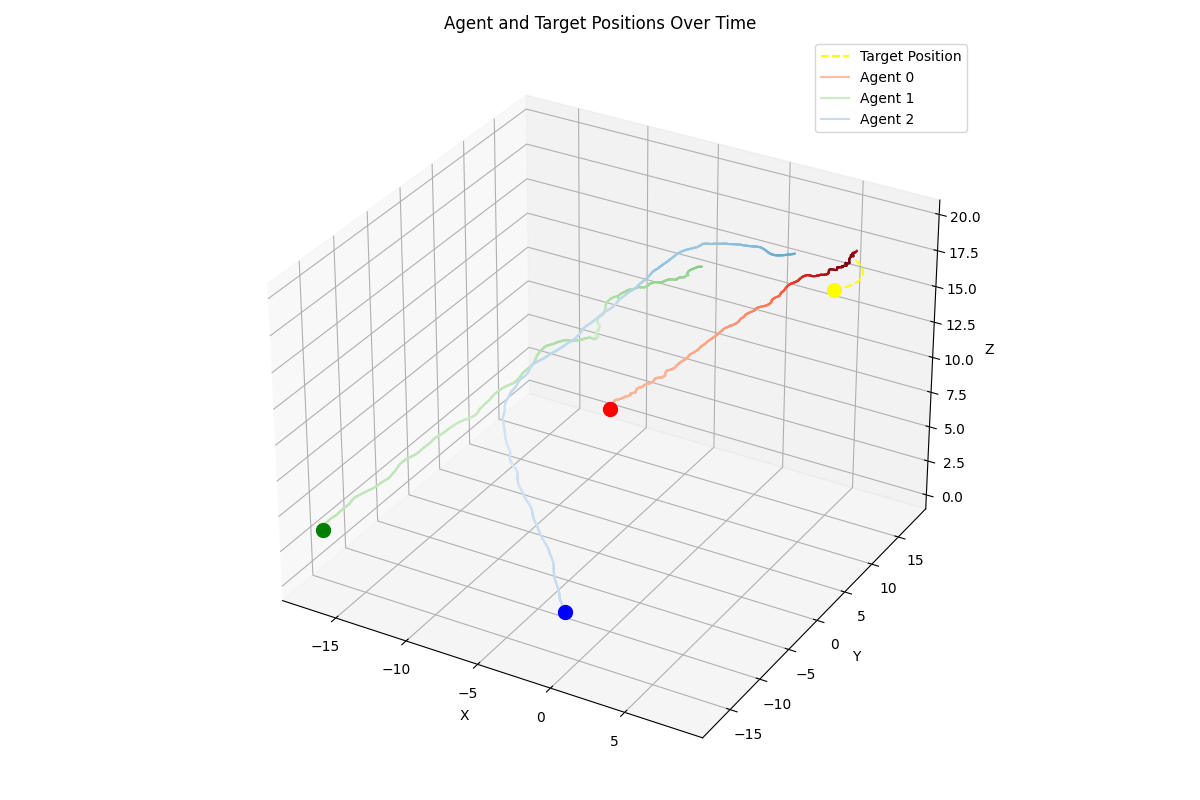 Agent and Target Positions Over Time
Target Position
Agent 0
Agent 1
Agent 2
20.0
17.5
15.0
12.5
10.0
7.5
5.0
2.5
0.0
Z
15
10
5
0
−5
−10
−15
Y
−15
−10
−5
0
5
X